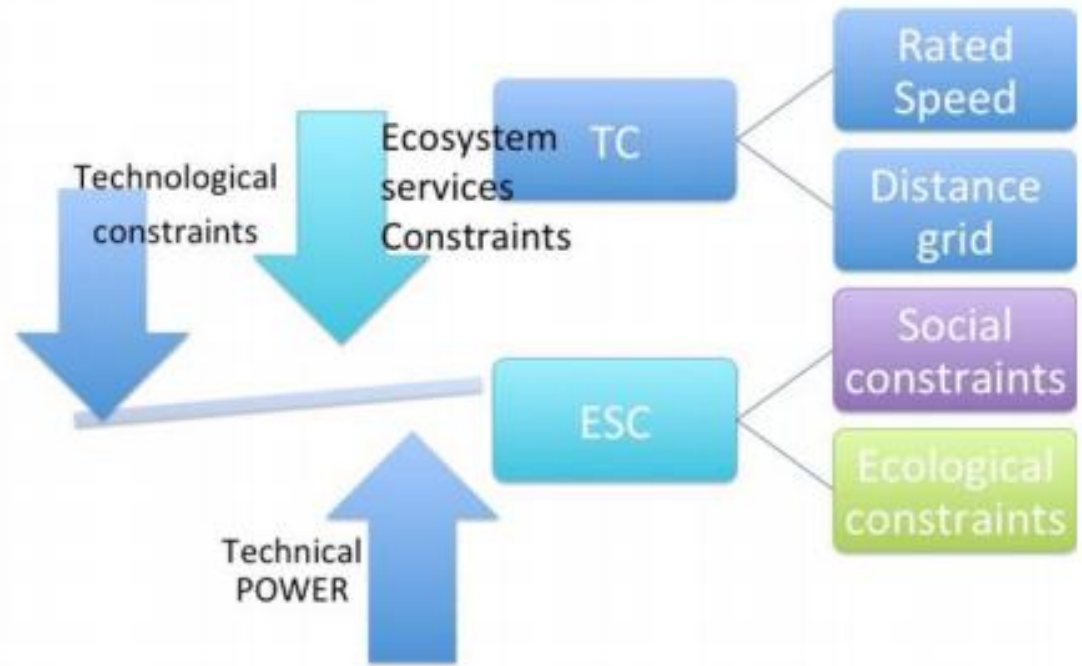 Technological
constraints
Ecosystem
services
Constraints
Technical
POWER
TC
Rated
Speed
Distance
grid
ESC
Social
constraints
Ecological
constraints